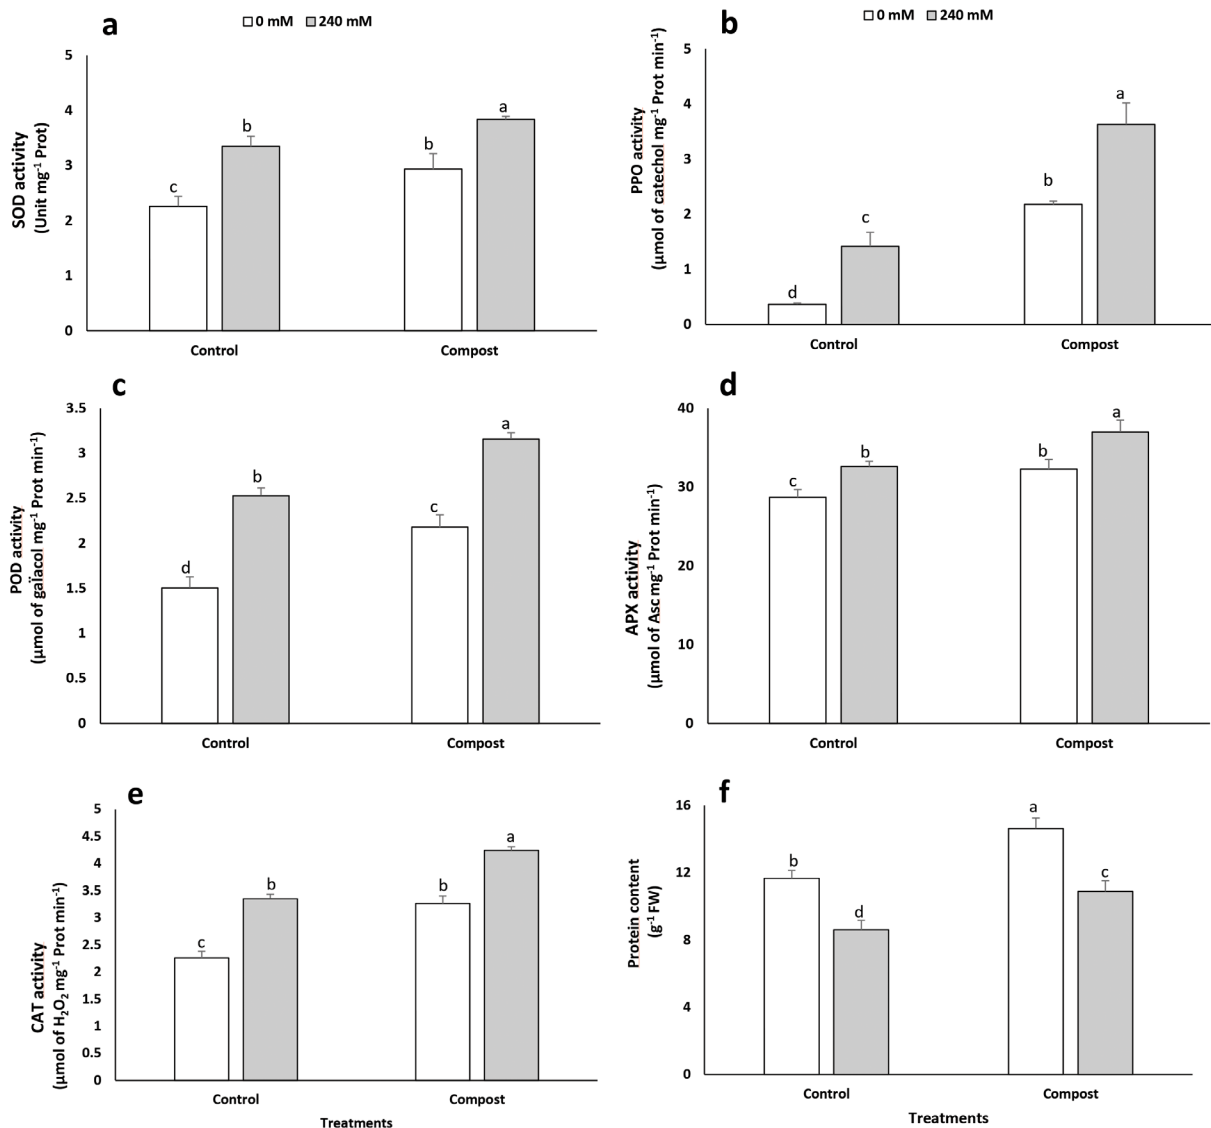 a
0 mM 240 mM
SOD activity
(Unit mg-1 Prot)
5
4
3
2
1
0
c
b
b
a
Control Compost
b
0 mM 240 mM
PPO activity
(µmol of catechol mg-1 Prot min-1)
5
4
3
2
1
0
d
c
b
a
Control Compost
c
POD activity
(µmol of gaïacol mg-1 Prot min-1)
3.5
3
2.5
2
1.5
1
0.5
0
d
b
c
a
Control Compost
d
APX activity
(µmol of Asc mg-1 Prot min-1)
40
30
20
10
0
c
b
b
a
Control Compost
e
CAT activity
(µmol of H2O2 mg-1 Prot min-1)
5
4.5
4
3.5
3
2.5
2
1.5
1
0.5
0
c
b
b
a
Control Compost
Treatments
f
Protein content
(g-1 FW)
16
12
8
4
0
b
d
a
c
Control Compost
Treatments